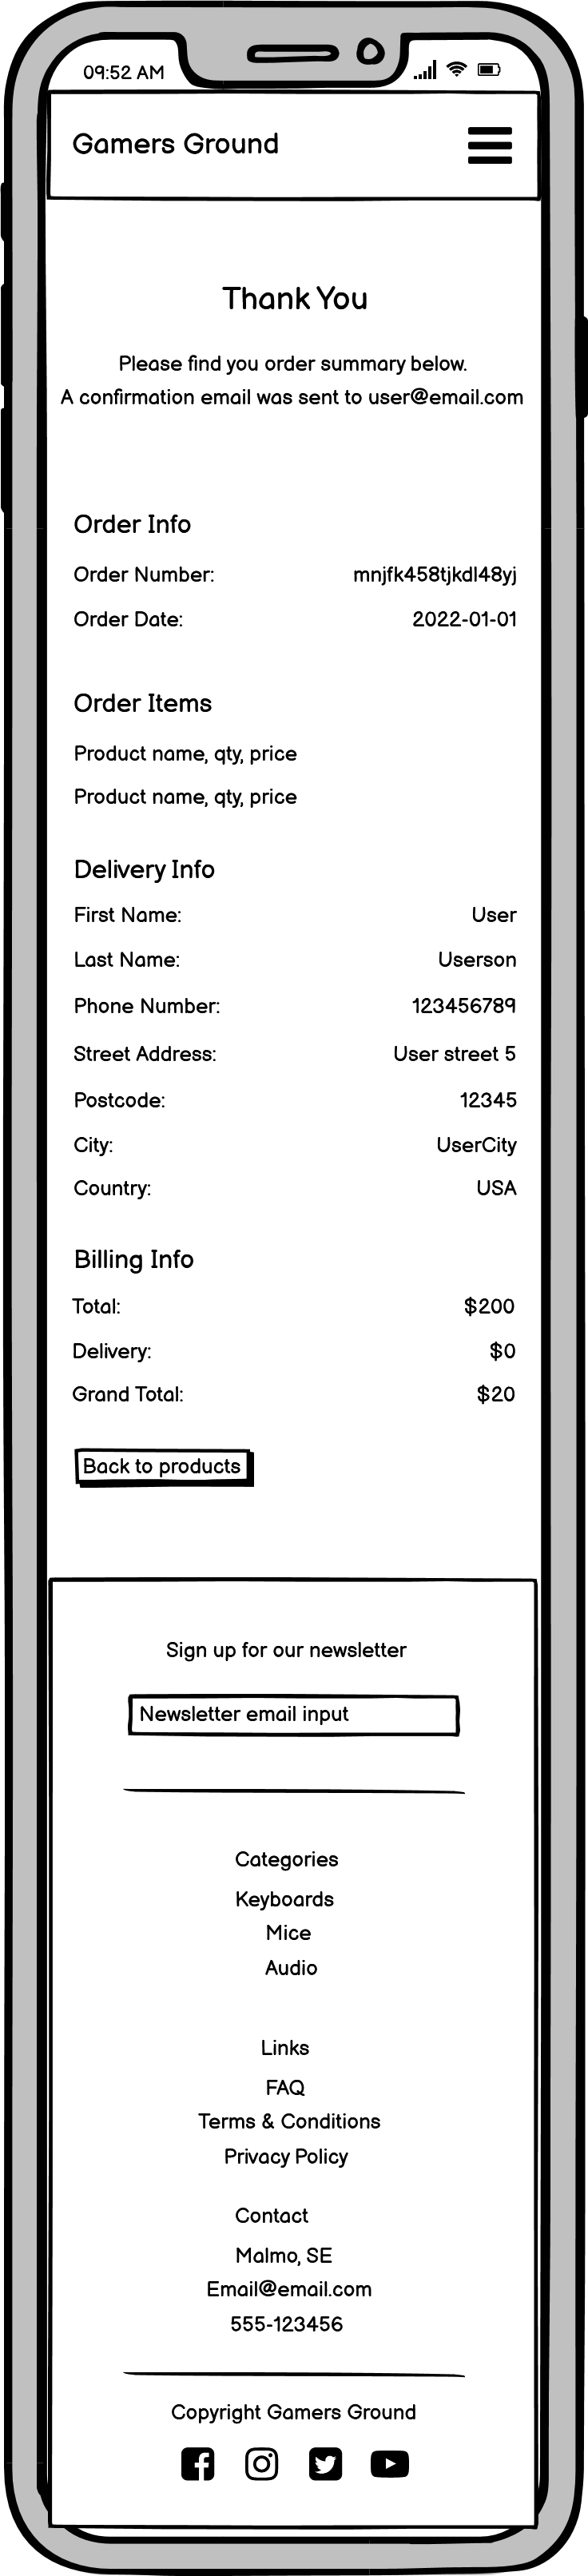 09:52 AM
Gamers Ground
Thank You
Please find you order summary below.
A confirmation email was sent to user@email.com
Order Info
Order Number: mnjfk458tjkdl48yj
Order Date: 2022-01-01
Order Items
Product name, qty, price
Product name, qty, price
Delivery Info
First Name: User
Last Name: Userson
Phone Number: 123456789
Street Address: User street 5
Postcode: 12345
City: UserCity
Country: USA
Billing Info
Total: $200
Delivery: $0
Grand Total: $20
Back to products
Sign up for our newsletter
Newsletter email input
Categories
Keyboards
Mice
Audio
Links
FAQ
Terms & Conditions
Privacy Policy
Contact
Malmo, SE
Email@email.com
555-123456
Copyright Gamers Ground